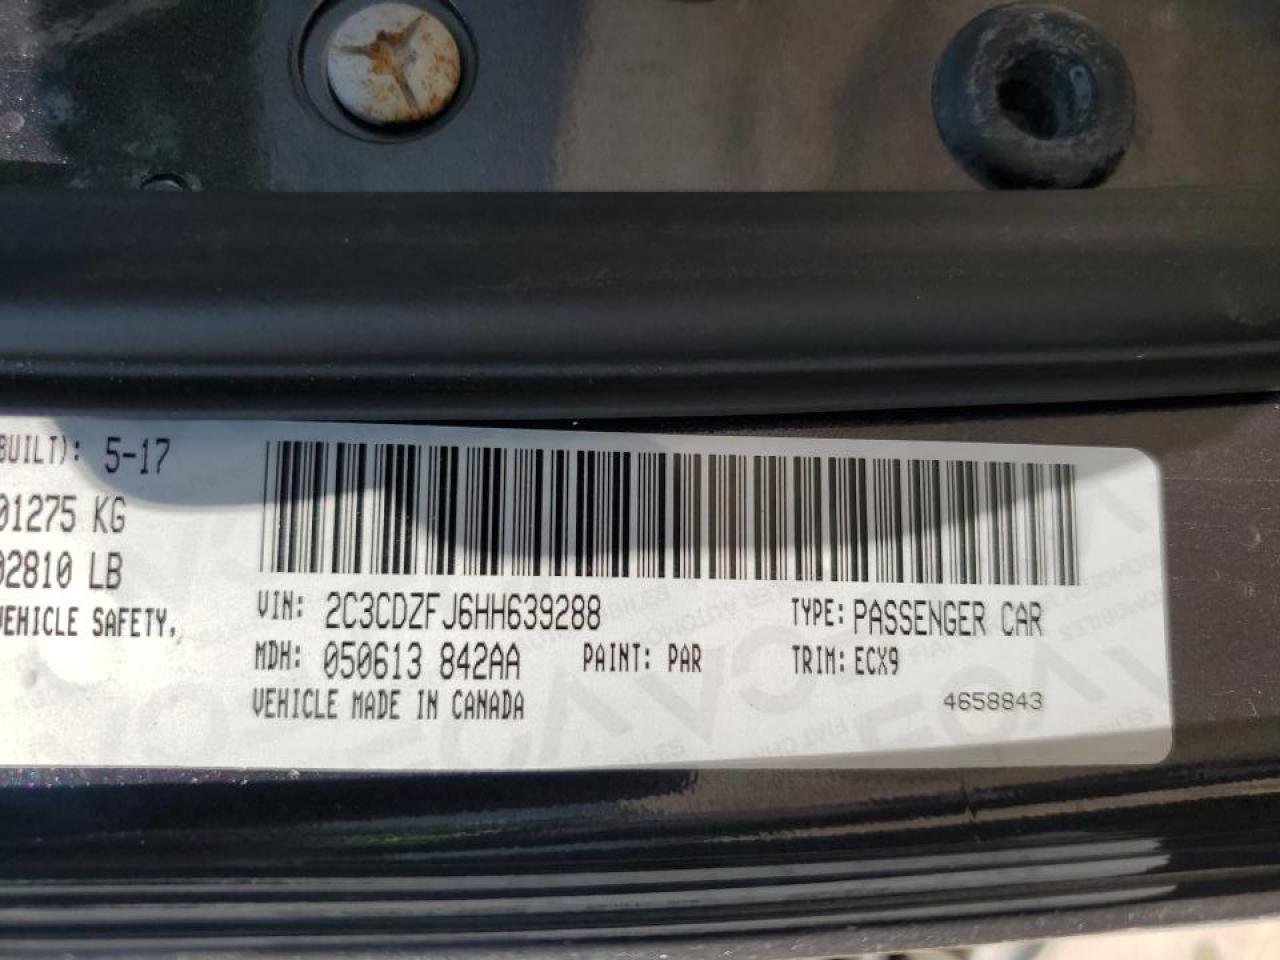 BUILT): 5-17
01275 KG
02810 LB
VEHICLE SAFETY,
VIN: 2C3CDZFJ6HH639288
TYPE: PASSENGER CAR
MDH: 050613 842AA
PAINT: PAR
TRIM: ECX9
VEHICLE MADE IN CANADA
4658843